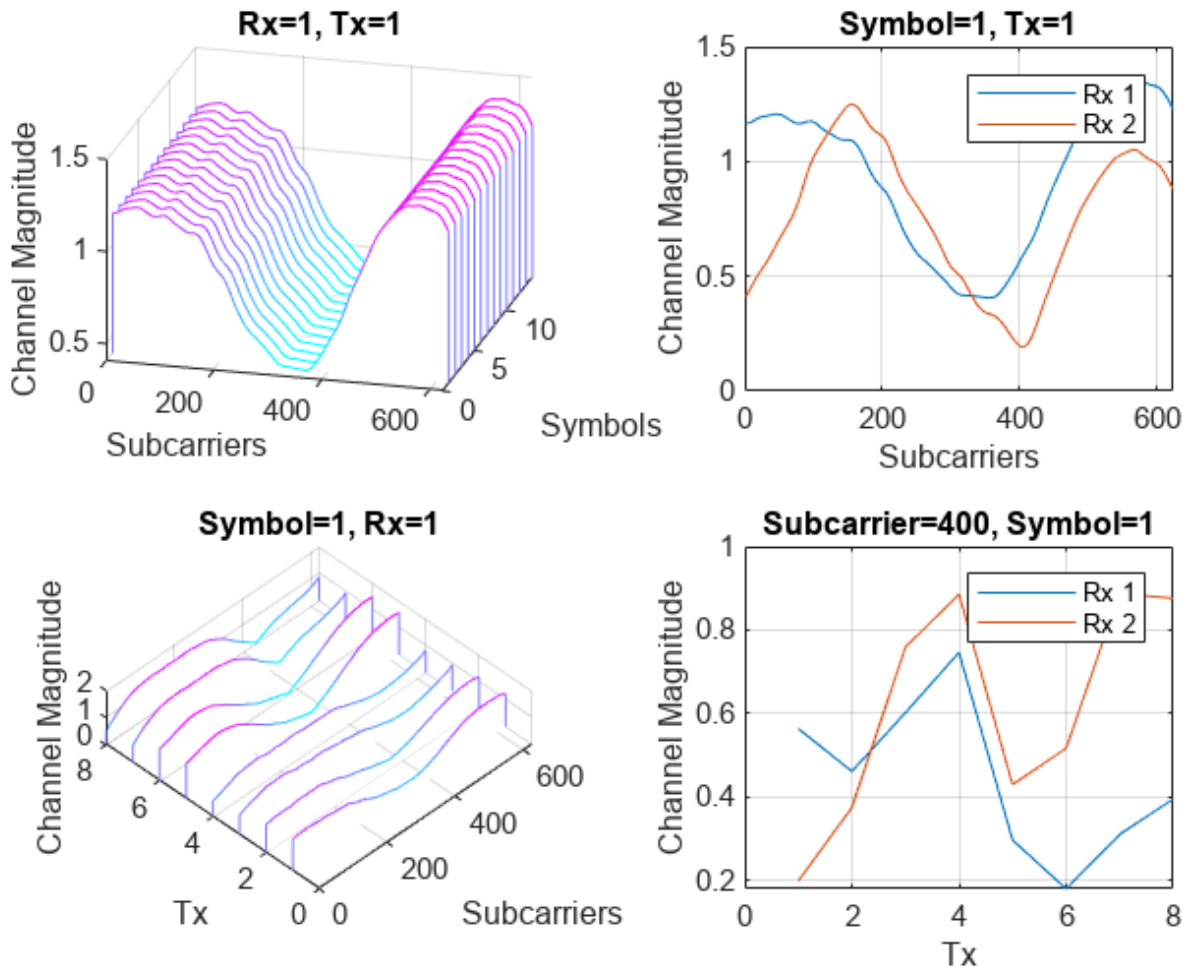 Rx=1, Tx=1
1.5
1
0.5
Channel Magnitude
0
200
400
600
Subcarriers
0
5
10
Symbols
Symbol=1, Tx=1
1.5
1
0.5
0
Channel Magnitude
Rx 1
Rx 2
0
200
400
600
Subcarriers
Symbol=1, Rx=1
2
1
0
Channel Magnitude
8
6
4
2
0
Tx
0
200
400
600
Subcarriers
Subcarrier=400, Symbol=1
1
0.8
0.6
0.4
0.2
Channel Magnitude
Rx 1
Rx 2
0
2
4
6
8
Tx